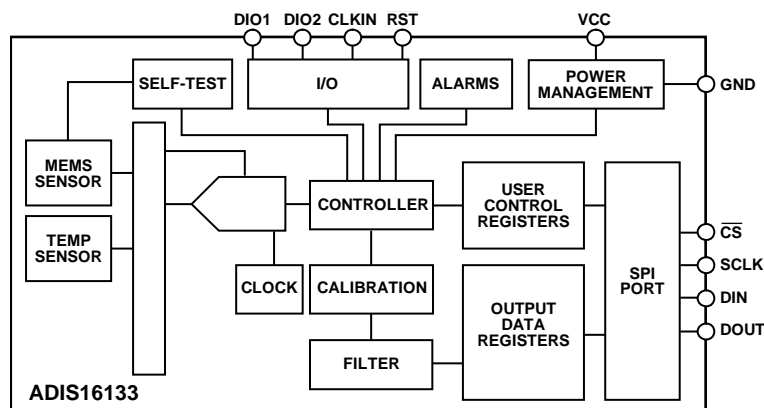 DIO1 DIO2 CLKIN RST VCC
SELF-TEST
I/O
ALARMS
POWER
MANAGEMENT
GND
MEMS
SENSOR
TEMP
SENSOR
CONTROLLER
USER
CONTROL
REGISTERS
CLOCK
CALIBRATION
FILTER
OUTPUT
DATA
REGISTERS
SPI
PORT
CS
SCLK
DIN
DOUT
ADIS16133